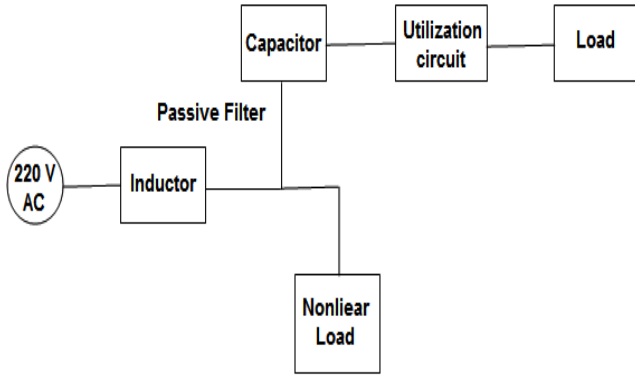 Capacitor
Utilization
circuit
Load
Passive Filter
220 V
AC
Inductor
Nonliear
Load